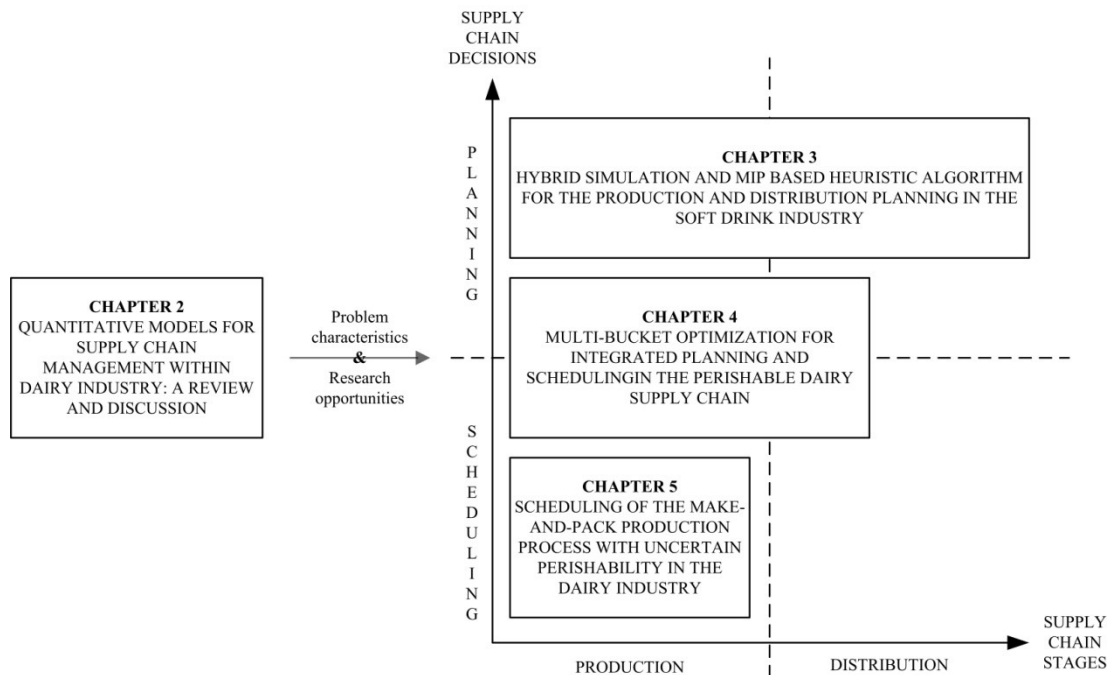 SUPPLY
CHAIN
DECISIONS
PLANNING
CHAPTER 3
HYBRID SIMULATION AND MIP BASED HEURISTIC ALGORITHM
FOR THE PRODUCTION AND DISTRIBUTION PLANNING IN THE
SOFT DRINK INDUSTRY
CHAPTER 2
QUANTITATIVE MODELS FOR
SUPPLY CHAIN
MANAGEMENT WITHIN
DAIRY INDUSTRY: A REVIEW
AND DISCUSSION
Problem
characteristics
&
Research
opportunities
CHAPTER 4
MULTI-BUCKET OPTIMIZATION FOR
INTEGRATED PLANNING AND
SCHEDULINGIN THE PERISHABLE DAIRY
SUPPLY CHAIN
SCHEDULING
CHAPTER 5
SCHEDULING OF THE MAKE-
AND-PACK PRODUCTION
PROCESS WITH UNCERTAIN
PERISHABILITY IN THE
DAIRY INDUSTRY
SUPPLY
CHAIN
STAGES
PRODUCTION
DISTRIBUTION